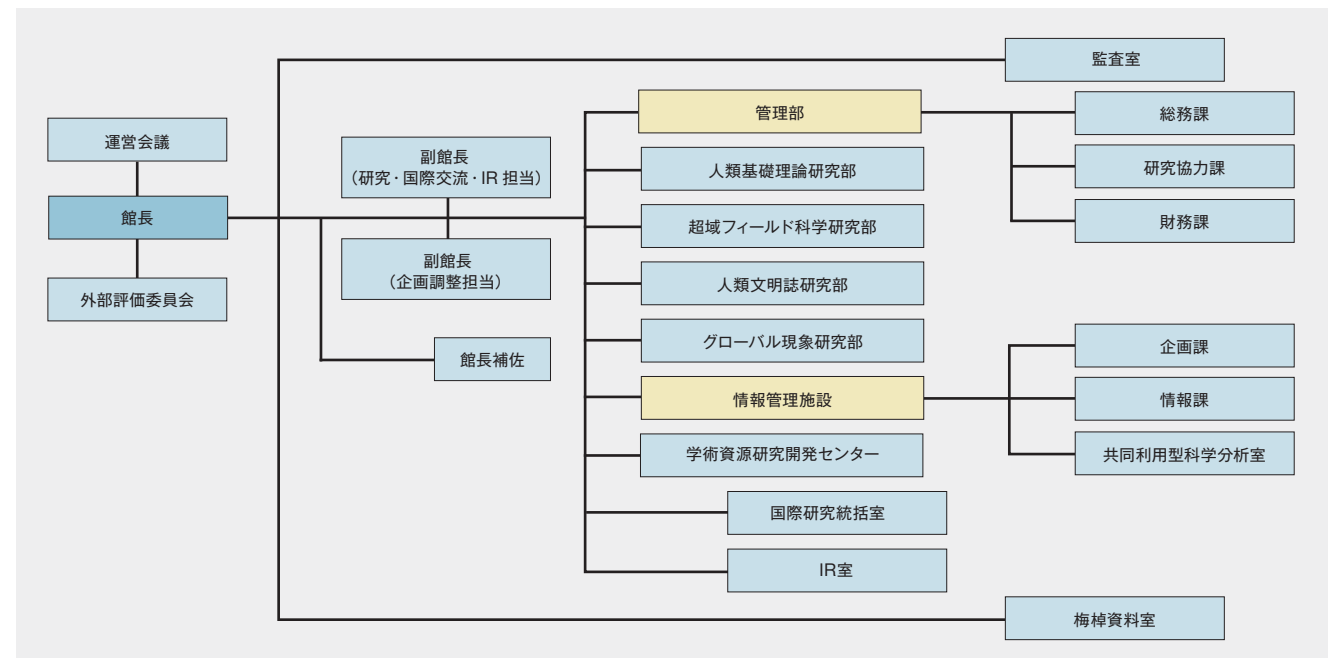 運営会議
館長
外部評価委員会
副館長
（研究・国際交流・IR 担当）
副館長
（企画調整担当）
館長補佐
監査室
管理部
人類基礎理論研究部
超域フィールド科学研究部
人類文明誌研究部
グローバル現象研究部
情報管理施設
学術資源研究開発センター
国際研究統括室
IR室
総務課
研究協力課
財務課
企画課
情報課
共同利用型科学分析室
梅棹資料室